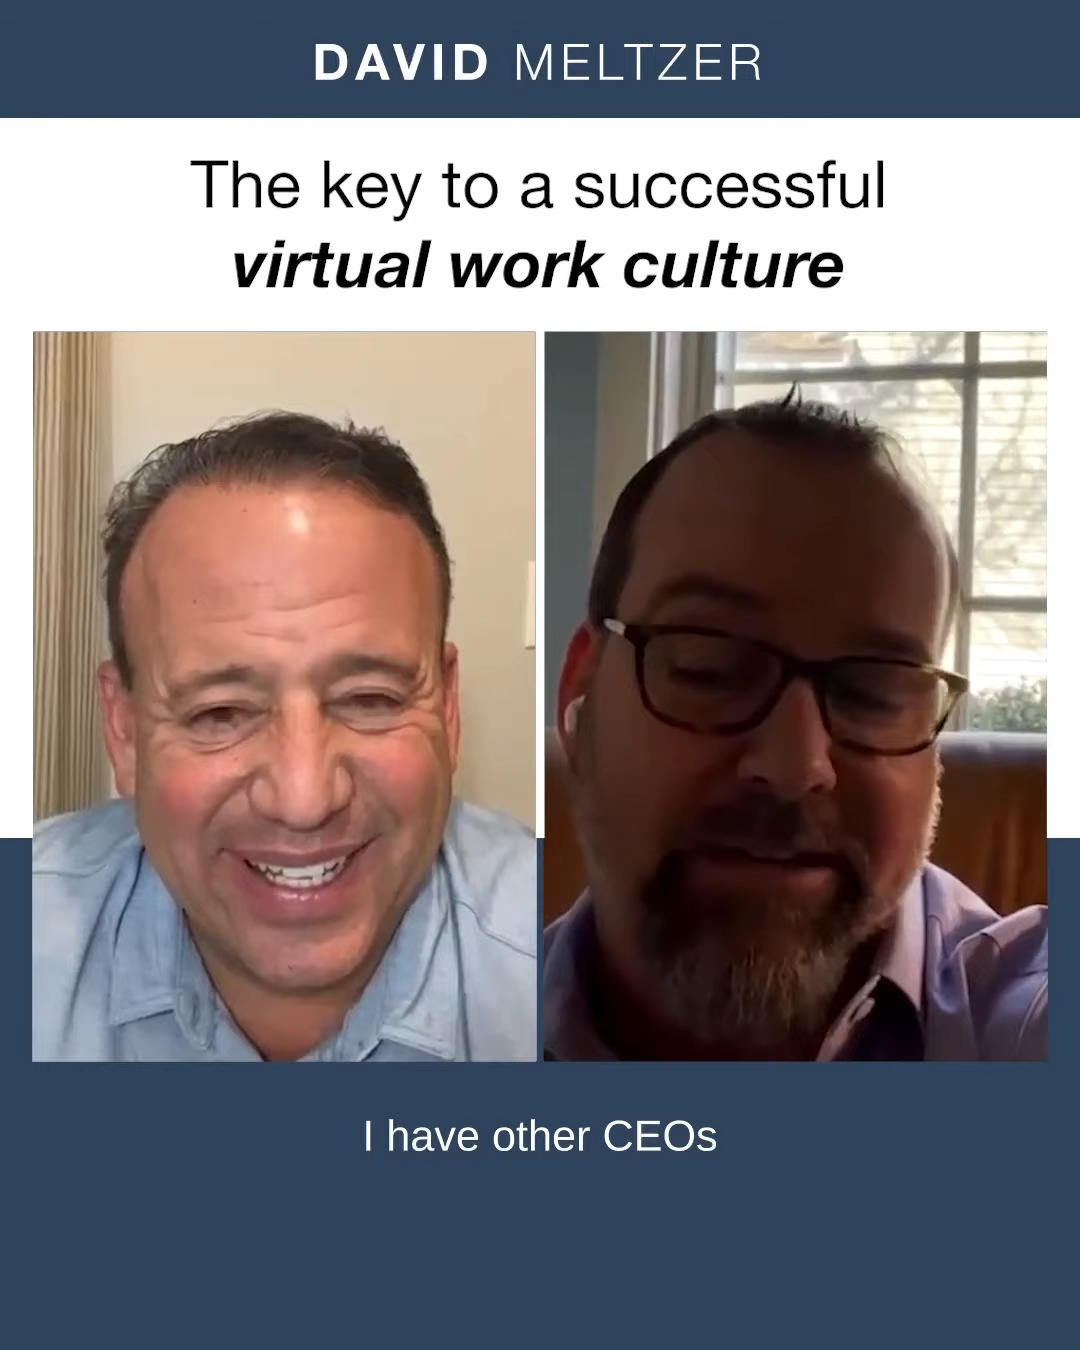 DAVID MELTZER
The key to a successful
virtual work culture
I have other CEOs